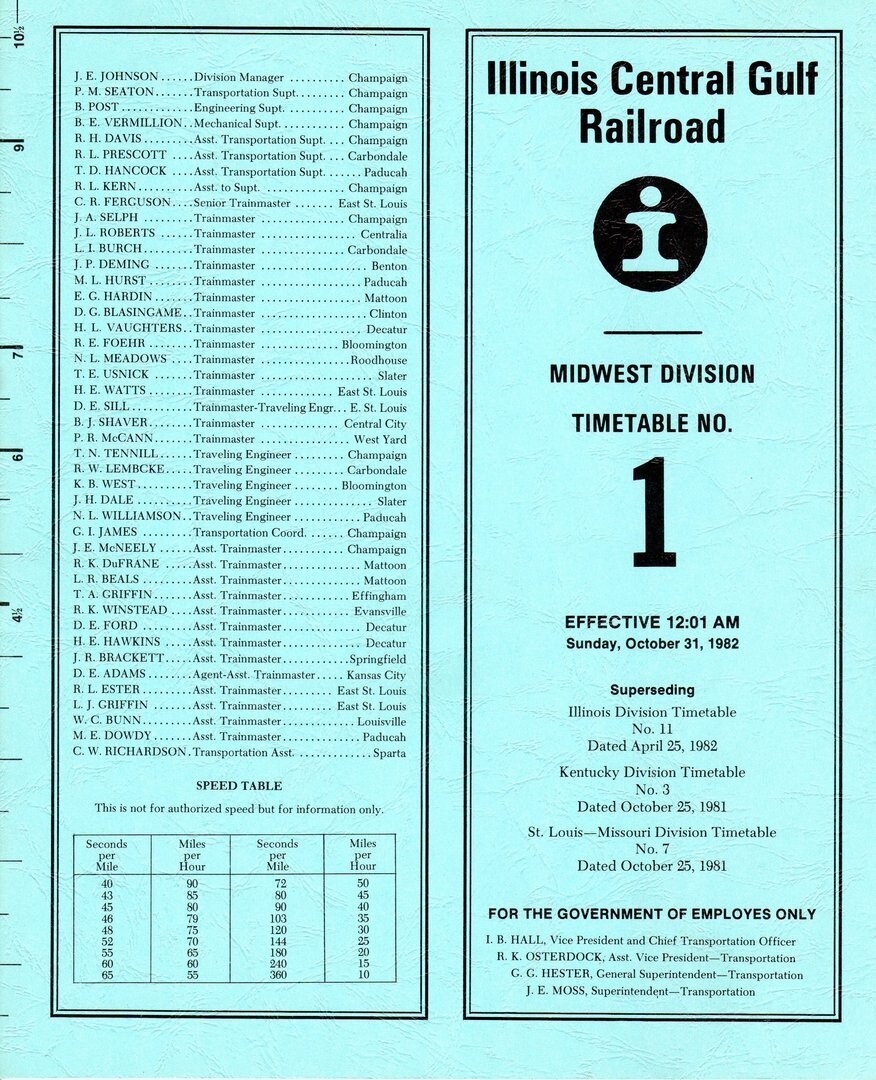 10½
9
7
6
4½
J. E. JOHNSON ...... Division Manager .......... Champaign
P. M. SEATON ....... Transportation Supt. ......... Champaign
B. POST ............ Engineering Supt. ........... Champaign
B. E. VERMILLION .. Mechanical Supt. ........... Champaign
R. H. DAVIS ........ Asst. Transportation Supt. ... Champaign
R. L. PRESCOTT .... Asst. Transportation Supt. ... Carbondale
T. D. HANCOCK .... Asst. Transportation Supt. ...... Paducah
R. L. KERN ......... Asst. to Supt. .............. Champaign
C. R. FERGUSON .... Senior Trainmaster ....... East St. Louis
J. A. SELPH ........ Trainmaster ............... Champaign
J. L. ROBERTS ...... Trainmaster .................. Centralia
L. I. BURCH ........ Trainmaster ............... Carbondale
J. P. DEMING ....... Trainmaster .................... Benton
M. L. HURST ....... Trainmaster ................... Paducah
E. G. HARDIN ...... Trainmaster ................... Mattoon
D. G. BLASINGAME .. Trainmaster .................... Clinton
H. L. VAUGHTERS .. Trainmaster ................... Decatur
R. E. FOEHR ....... Trainmaster .............. Bloomington
N. L. MEADOWS .... Trainmaster ................ Roodhouse
T. E. USNICK ....... Trainmaster ..................... Slater
H. E. WATTS ....... Trainmaster ............. East St. Louis
D. E. SILL .......... Trainmaster-Traveling Engr. .. E. St. Louis
B. J. SHAVER ....... Trainmaster .............. Central City
P. R. McCANN ...... Trainmaster ................ West Yard
T. N. TENNILL ..... Traveling Engineer ......... Champaign
R. W. LEMBCKE .... Traveling Engineer ......... Carbondale
K. B. WEST ......... Traveling Engineer ........ Bloomington
J. H. DALE ......... Traveling Engineer .............. Slater
N. L. WILLIAMSON .. Traveling Engineer ............ Paducah
G. I. JAMES ........ Transportation Coord. ...... Champaign
J. E. McNEELY ...... Asst. Trainmaster ........... Champaign
R. K. DuFRANE ..... Asst. Trainmaster .............. Mattoon
L. R. BEALS ........ Asst. Trainmaster .............. Mattoon
T. A. GRIFFIN ...... Asst. Trainmaster ............ Effingham
R. K. WINSTEAD .... Asst. Trainmaster ............ Evansville
D. E. FORD ......... Asst. Trainmaster .............. Decatur
H. E. HAWKINS ..... Asst. Trainmaster .............. Decatur
J. R. BRACKETT ..... Asst. Trainmaster ........... Springfield
D. E. ADAMS ....... Agent-Asst. Trainmaster ..... Kansas City
R. L. ESTER ........ Asst. Trainmaster ......... East St. Louis
L. J. GRIFFIN ...... Asst. Trainmaster ......... East St. Louis
W. C. BUNN ........ Asst. Trainmaster ............. Louisville
M. E. DOWDY ...... Asst. Trainmaster .............. Paducah
C. W. RICHARDSON . Transportation Asst. ............. Sparta
SPEED TABLE
This is not for authorized speed but for information only.
Seconds per Mile Miles per Hour Seconds per Mile Miles per Hour
40 90 72 50
43 85 80 45
45 80 90 40
46 79 103 35
48 75 120 30
52 70 144 25
55 65 180 20
60 60 240 15
65 55 360 10
Illinois Central Gulf
Railroad
i
MIDWEST DIVISION
TIMETABLE NO.
1
EFFECTIVE 12:01 AM
Sunday, October 31, 1982
Superseding
Illinois Division Timetable
No. 11
Dated April 25, 1982
Kentucky Division Timetable
No. 3
Dated October 25, 1981
St. Louis—Missouri Division Timetable
No. 7
Dated October 25, 1981
FOR THE GOVERNMENT OF EMPLOYES ONLY
I. B. HALL, Vice President and Chief Transportation Officer
R. K. OSTERDOCK, Asst. Vice President—Transportation
G. G. HESTER, General Superintendent—Transportation
J. E. MOSS, Superintendent—Transportation